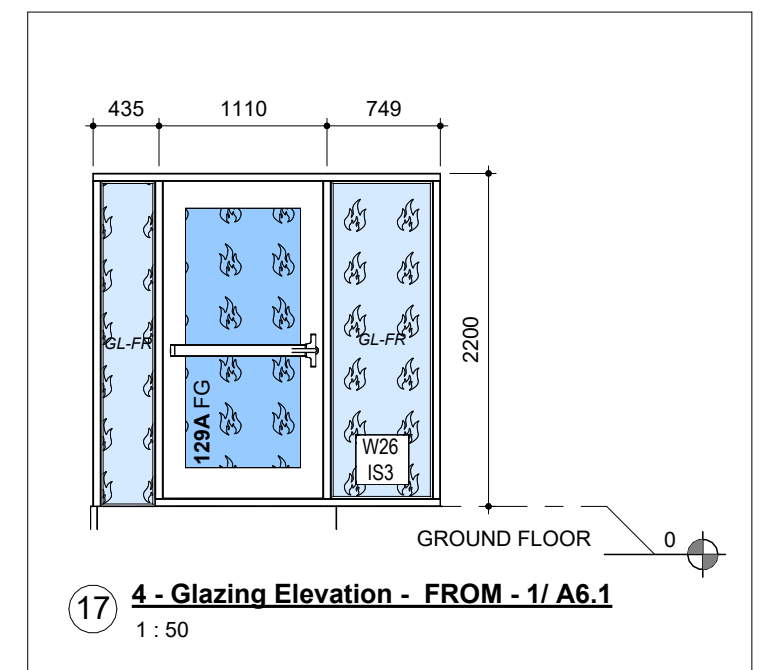 435 1110 749
2200
GL-FR
GL-FR
129A FG
W26
IS3
GROUND FLOOR 0
17 4 - Glazing Elevation - FROM - 1/ A6.1
1 : 50